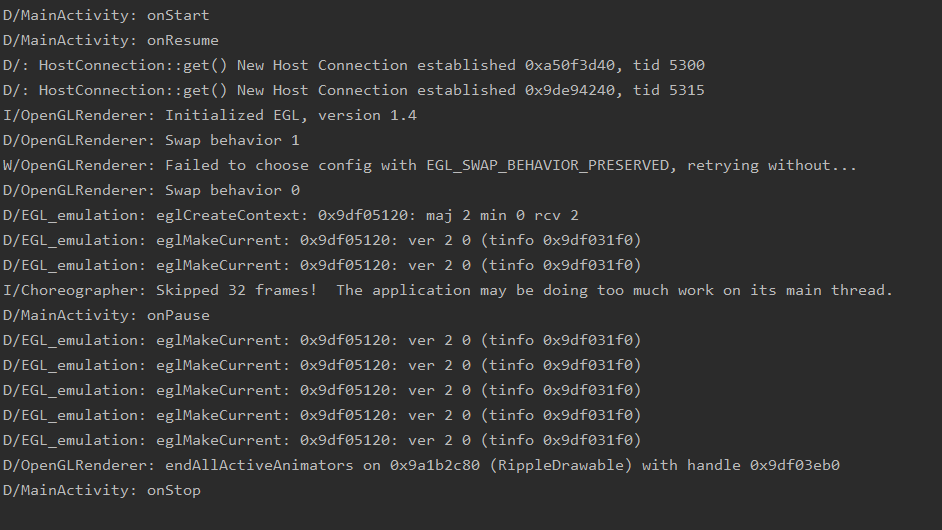 D/MainActivity: onStart
D/MainActivity: onResume
D/: HostConnection::get() New Host Connection established 0xa50f3d40, tid 5300
D/: HostConnection::get() New Host Connection established 0x9de94240, tid 5315
I/OpenGLRenderer: Initialized EGL, version 1.4
D/OpenGLRenderer: Swap behavior 1
W/OpenGLRenderer: Failed to choose config with EGL_SWAP_BEHAVIOR_PRESERVED, retrying without...
D/OpenGLRenderer: Swap behavior 0
D/EGL_emulation: eglCreateContext: 0x9df05120: maj 2 min 0 rcv 2
D/EGL_emulation: eglMakeCurrent: 0x9df05120: ver 2 0 (tinfo 0x9df031f0)
D/EGL_emulation: eglMakeCurrent: 0x9df05120: ver 2 0 (tinfo 0x9df031f0)
I/Choreographer: Skipped 32 frames!  The application may be doing too much work on its main thread.
D/MainActivity: onPause
D/EGL_emulation: eglMakeCurrent: 0x9df05120: ver 2 0 (tinfo 0x9df031f0)
D/EGL_emulation: eglMakeCurrent: 0x9df05120: ver 2 0 (tinfo 0x9df031f0)
D/EGL_emulation: eglMakeCurrent: 0x9df05120: ver 2 0 (tinfo 0x9df031f0)
D/EGL_emulation: eglMakeCurrent: 0x9df05120: ver 2 0 (tinfo 0x9df031f0)
D/EGL_emulation: eglMakeCurrent: 0x9df05120: ver 2 0 (tinfo 0x9df031f0)
D/OpenGLRenderer: endAllActiveAnimators on 0x9a1b2c80 (RippleDrawable) with handle 0x9df03eb0
D/MainActivity: onStop